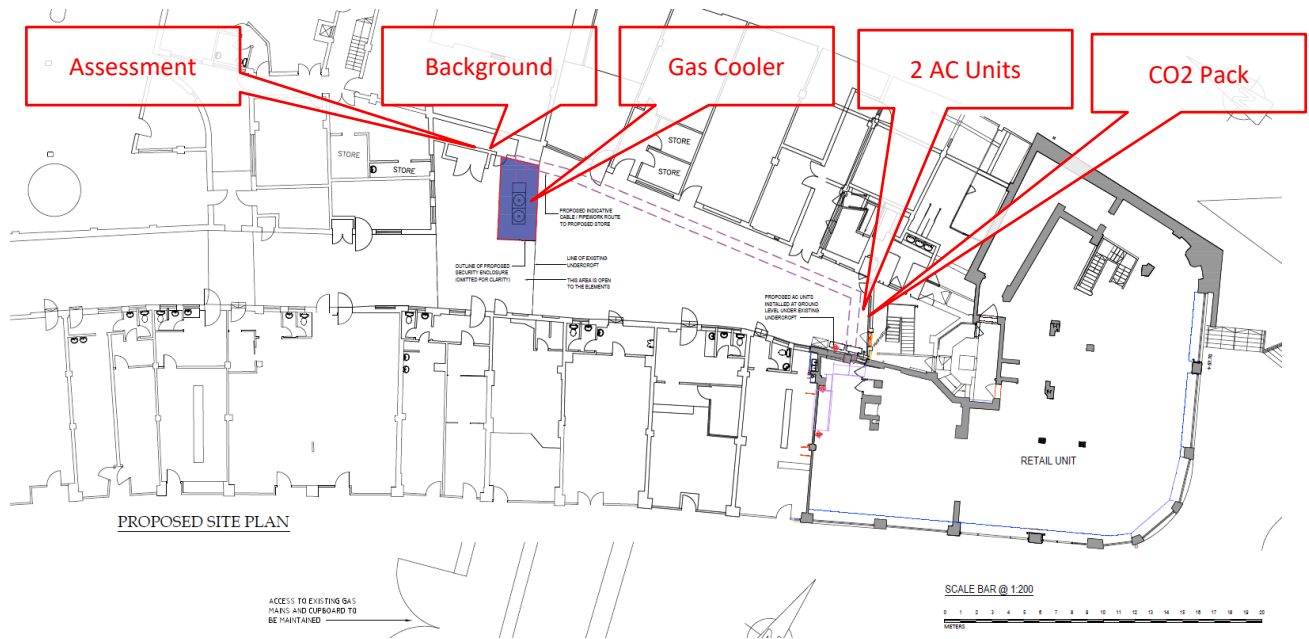 Assessment
Background
Gas Cooler
2 AC Units
CO2 Pack
STORE
STORE
STORE
STORE
PROPOSED INDICATIVE
CABLE / PIPEWORK ROUTE
TO PROPOSED STORE
OUTLINE OF PROPOSED
SECURITY ENCLOSURE
(OMITTED FOR CLARITY)
LINE OF EXISTING
UNDERCROFT
THIS AREA IS OPEN
TO THE ELEMENTS
PROPOSED AC UNITS
INSTALLED AT GROUND
LEVEL UNDER EXISTING
UNDERCROFT
RETAIL UNIT
PROPOSED SITE PLAN
ACCESS TO EXISTING GAS
MAINS AND CUPBOARD TO
BE MAINTAINED
SCALE BAR @ 1:200
0 1 2 3 4 5 6 7 8 9 10 11 12 13 14 15 16 17 18 19 20
METERS